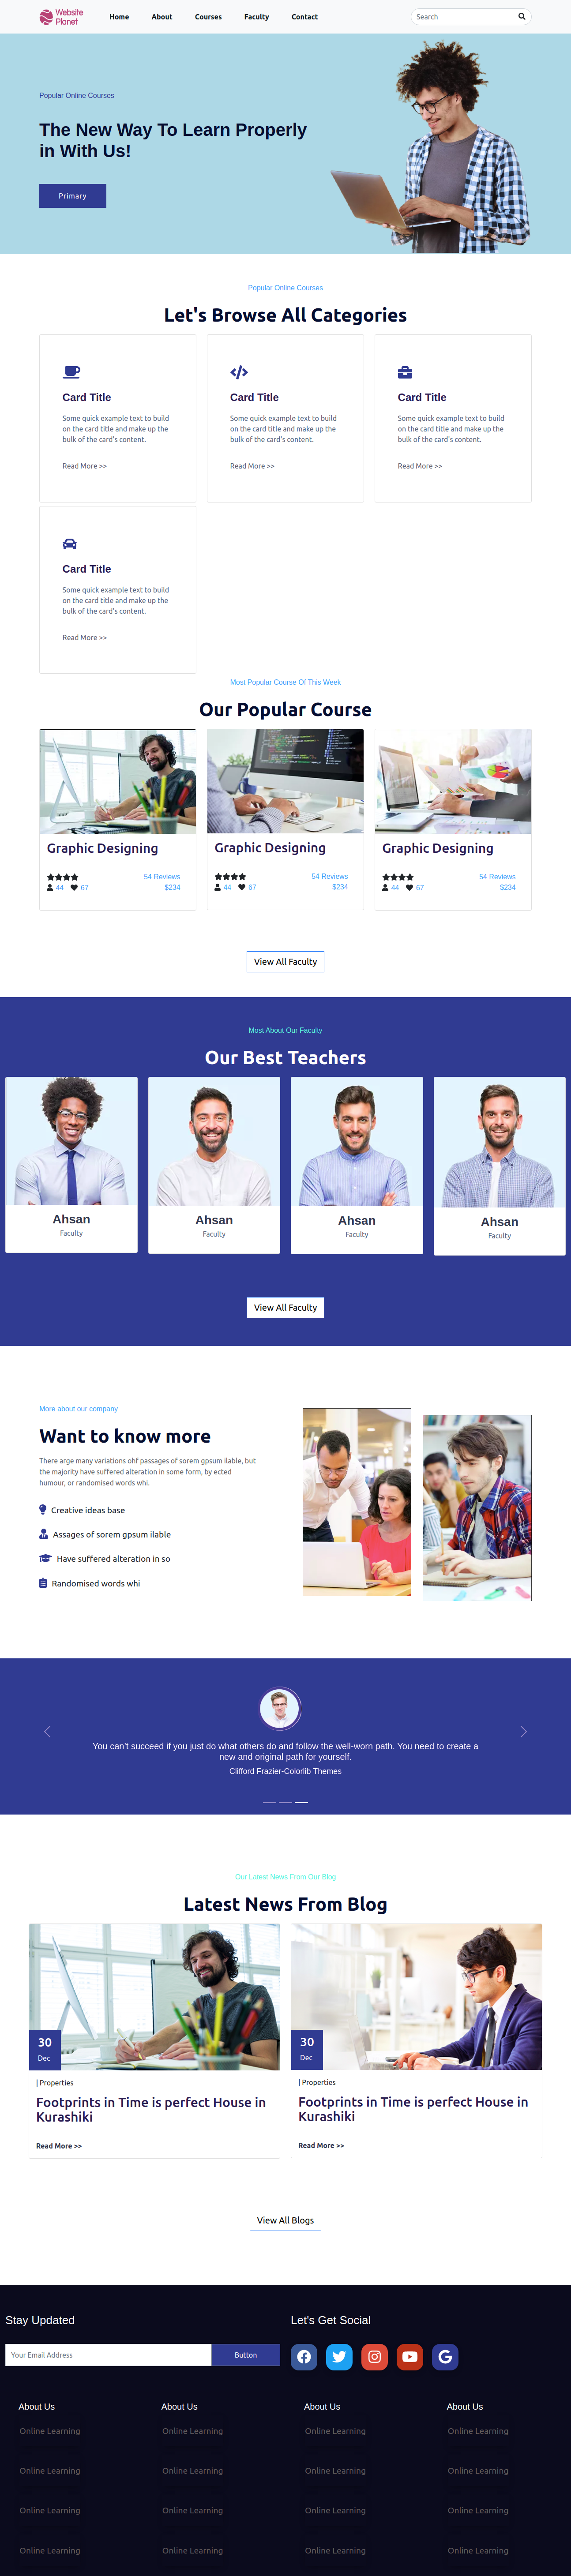 Website
Planet
Home About Courses Faculty Contact
Search
Popular Online Courses
The New Way To Learn Properly
in With Us!
Primary
Popular Online Courses
Let's Browse All Categories
Card Title
Some quick example text to build
on the card title and make up the
bulk of the card's content.
Read More >>
Card Title
Some quick example text to build
on the card title and make up the
bulk of the card's content.
Read More >>
Card Title
Some quick example text to build
on the card title and make up the
bulk of the card's content.
Read More >>
Card Title
Some quick example text to build
on the card title and make up the
bulk of the card's content.
Read More >>
Most Popular Course Of This Week
Our Popular Course
Graphic Designing
54 Reviews
44 67 $234
Graphic Designing
54 Reviews
44 67 $234
Graphic Designing
54 Reviews
44 67 $234
View All Faculty
Most About Our Faculty
Our Best Teachers
Ahsan
Faculty
Ahsan
Faculty
Ahsan
Faculty
Ahsan
Faculty
View All Faculty
More about our company
Want to know more
There arge many variations ohf passages of sorem gpsum ilable, but
the majority have suffered alteration in some form, by ected
humour, or randomised words whi.
Creative ideas base
Assages of sorem gpsum ilable
Have suffered alteration in so
Randomised words whi
You can't succeed if you just do what others do and follow the well-worn path. You need to create a
new and original path for yourself.
Clifford Frazier-Colorlib Themes
Our Latest News From Our Blog
Latest News From Blog
30
Dec
| Properties
Footprints in Time is perfect House in
Kurashiki
Read More >>
30
Dec
| Properties
Footprints in Time is perfect House in
Kurashiki
Read More >>
View All Blogs
Stay Updated
Your Email Address Button
Let's Get Social
About Us About Us About Us About Us
Online Learning Online Learning Online Learning Online Learning
Online Learning Online Learning Online Learning Online Learning
Online Learning Online Learning Online Learning Online Learning
Online Learning Online Learning Online Learning Online Learning